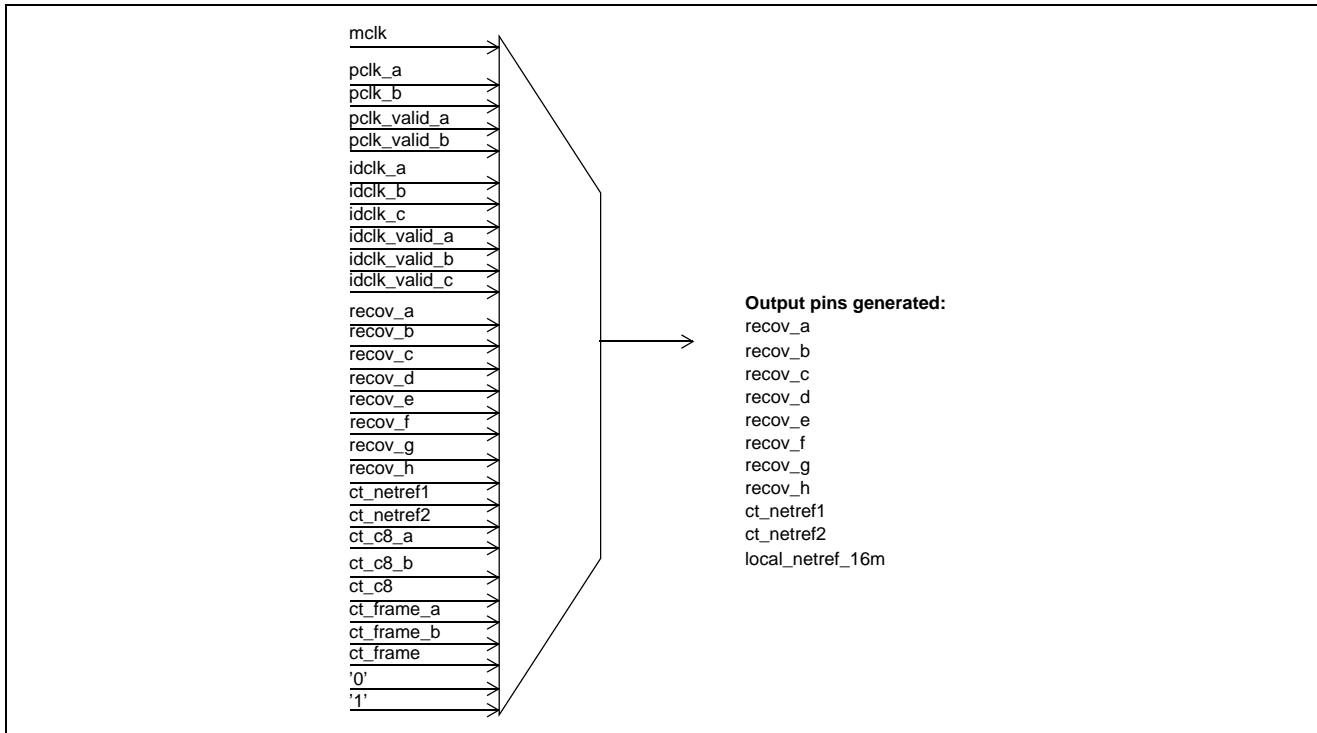 mclk
pclk_a
pclk_b
pclk_valid_a
pclk_valid_b
idclk_a
idclk_b
idclk_c
idclk_valid_a
idclk_valid_b
idclk_valid_c
recov_a
recov_b
recov_c
recov_d
recov_e
recov_f
recov_g
recov_h
ct_netref1
ct_netref2
ct_c8_a
ct_c8_b
ct_c8
ct_frame_a
ct_frame_b
ct_frame
'0'
'1'
Output pins generated:
recov_a
recov_b
recov_c
recov_d
recov_e
recov_f
recov_g
recov_h
ct_netref1
ct_netref2
local_netref_16m